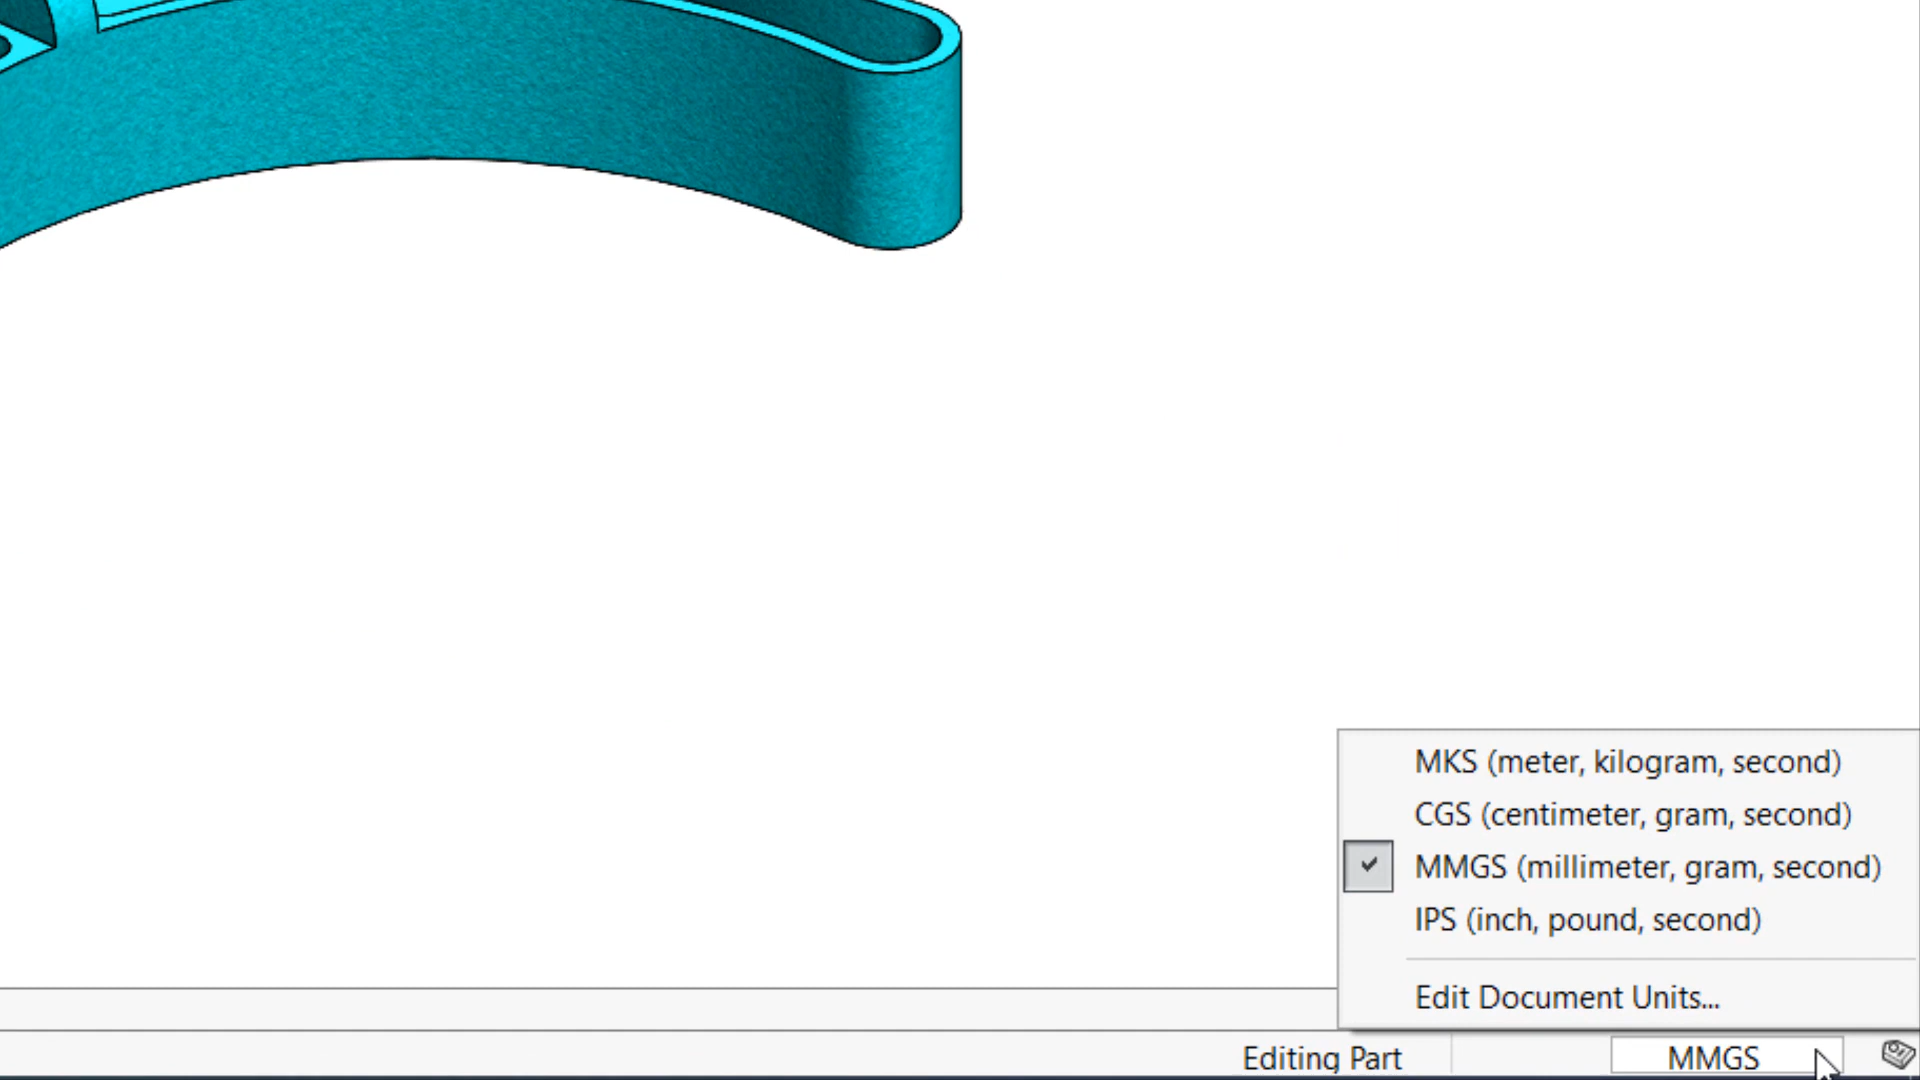 MKS (meter, kilogram, second)
CGS (centimeter, gram, second)
MMGS (millimeter, gram, second)
IPS (inch, pound, second)
Edit Document Units...
Editing Part
MMGS